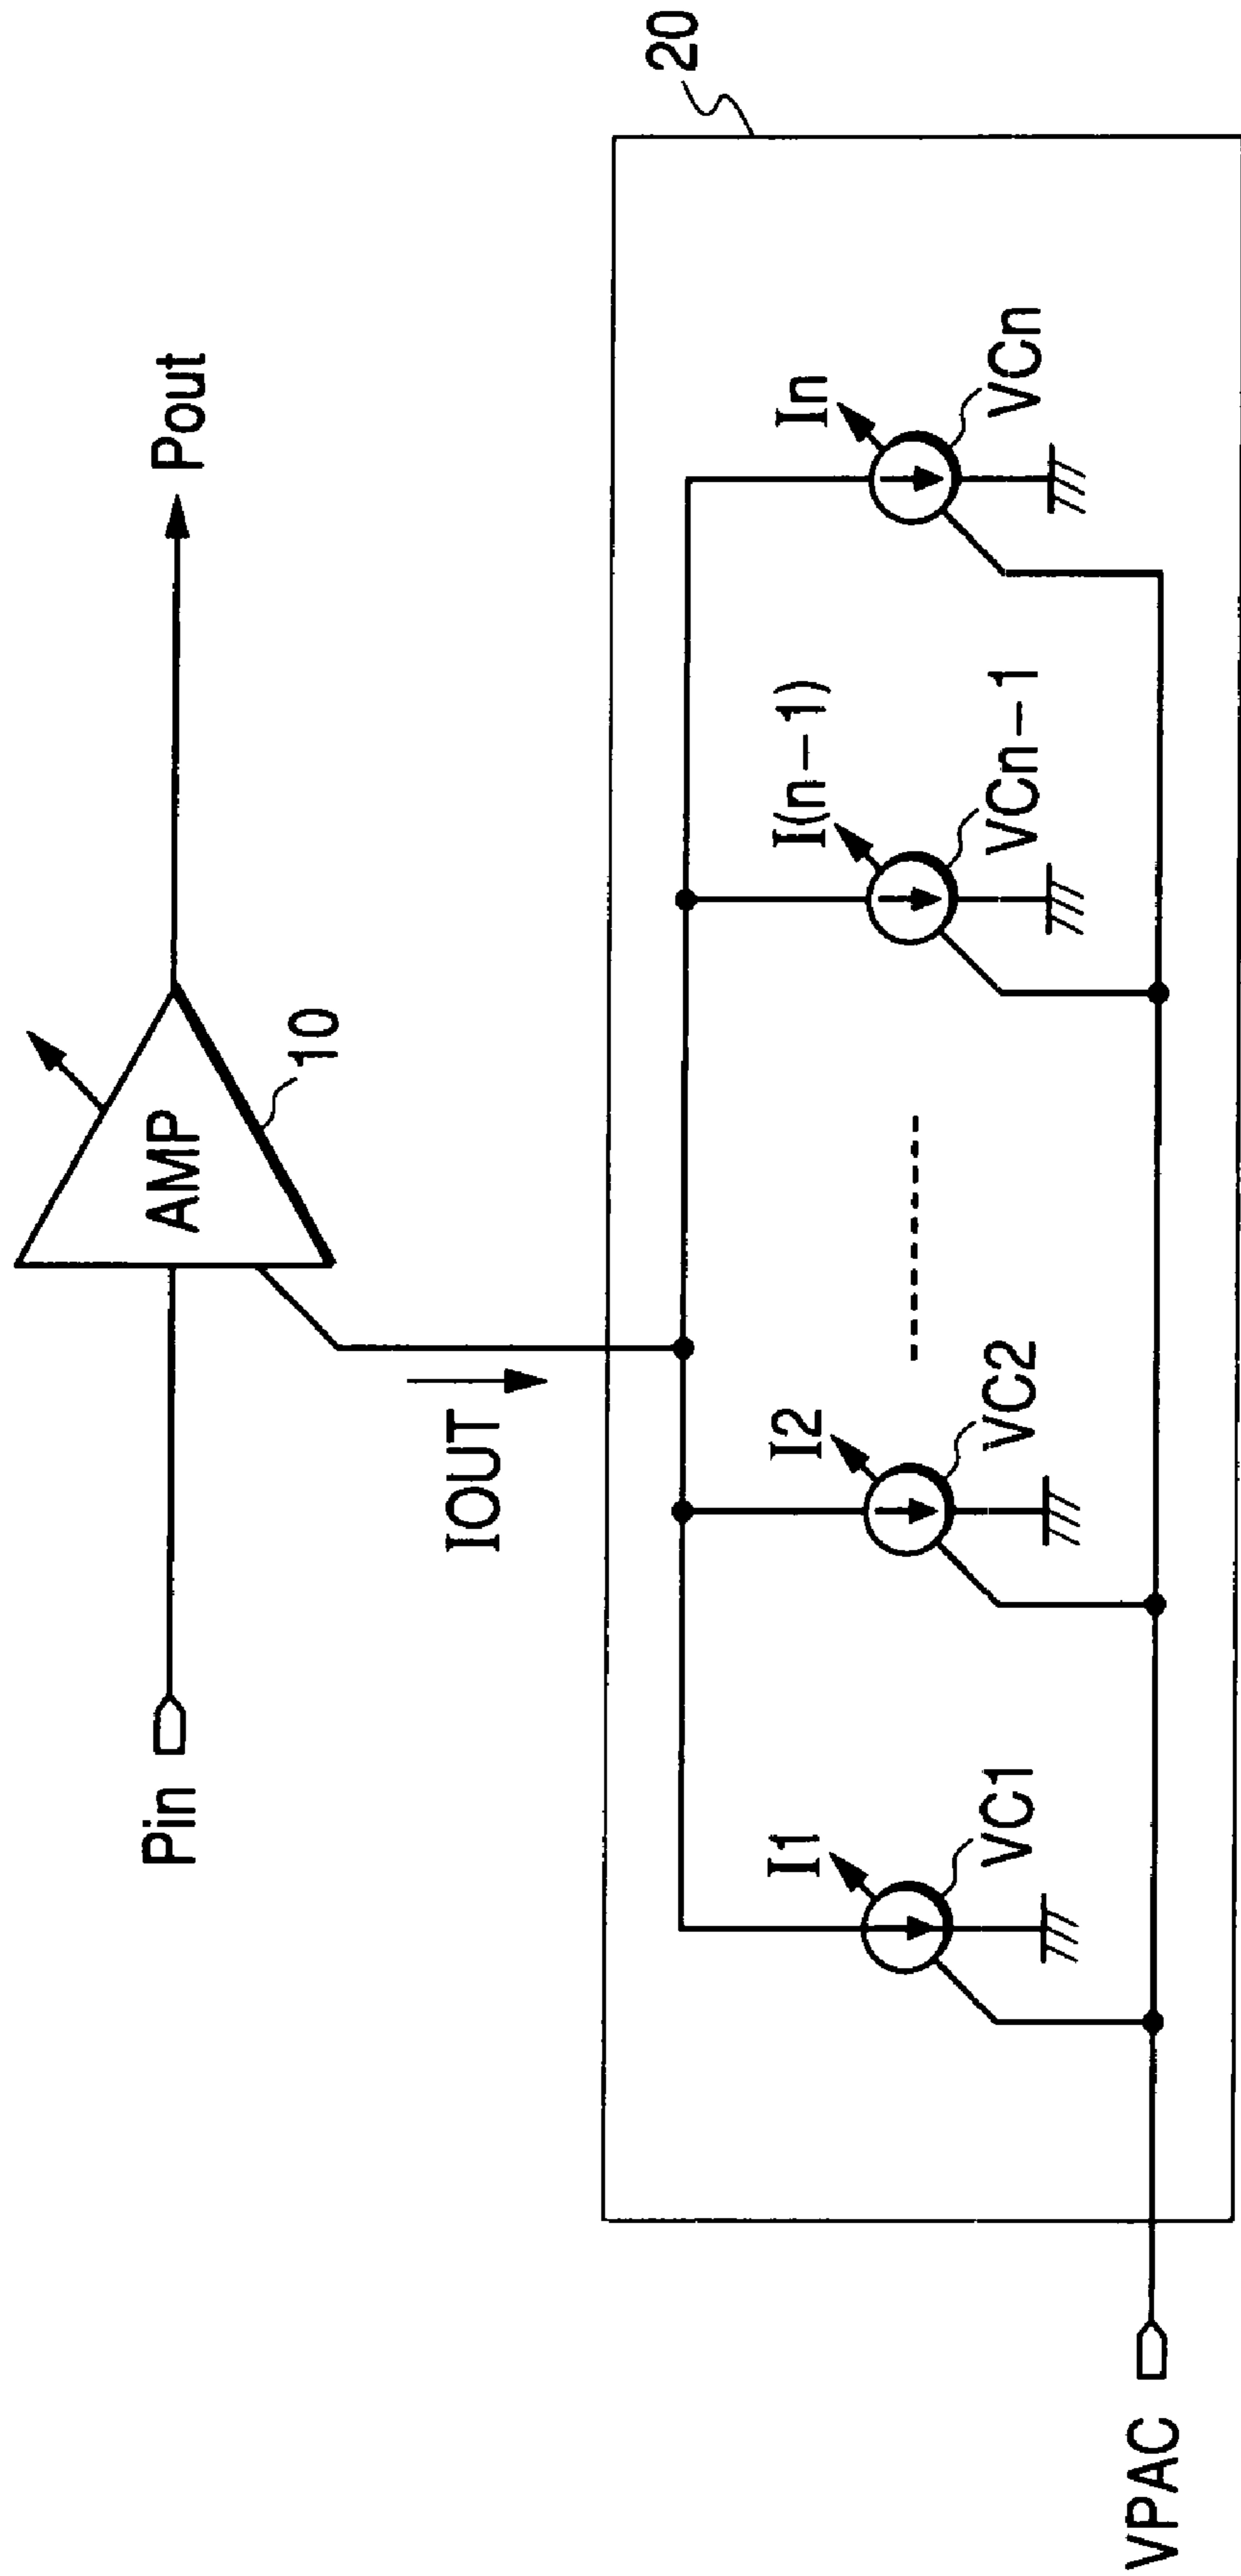 Pin
AMP
Pout
10
IOUT
20
I1
I2
I(n-1)
In
VC1
VC2
VCn-1
VCn
VPAC